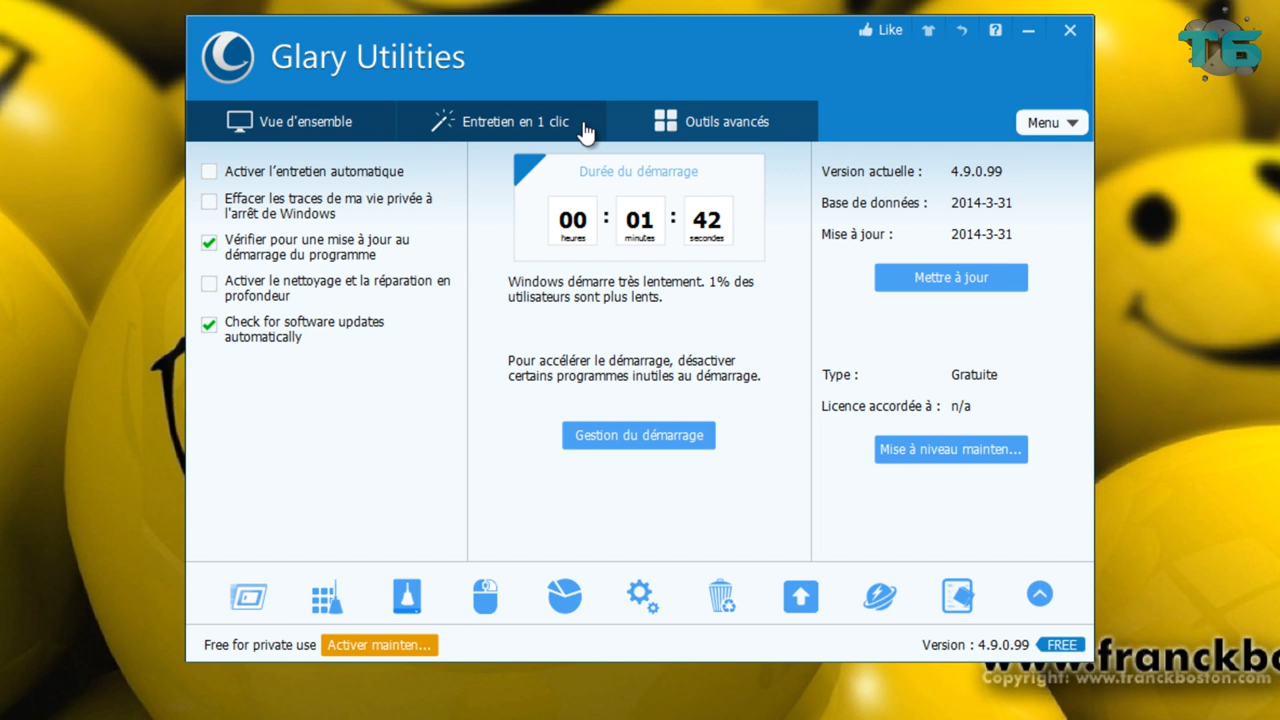 Like
T6
Glary Utilities
Vue d'ensemble
Entretien en 1 clic
Outils avancés
Menu
Activer l'entretien automatique
Effacer les traces de ma vie privée à
l'arrêt de Windows
Vérifier pour une mise à jour au
démarrage du programme
Activer le nettoyage et la réparation en
profondeur
Check for software updates
automatically
Durée du démarrage
00 : 01 : 42
heures minutes secondes
Windows démarre très lentement. 1% des
utilisateurs sont plus lents.
Pour accélérer le démarrage, désactiver
certains programmes inutiles au démarrage.
Gestion du démarrage
Version actuelle : 4.9.0.99
Base de données : 2014-3-31
Mise à jour : 2014-3-31
Mettre à jour
Type : Gratuite
Licence accordée à : n/a
Mise à niveau mainten...
Free for private use
Activer mainten...
Version : 4.9.0.99
FREE
www.franckbo
Copyright: www.franckboston.com